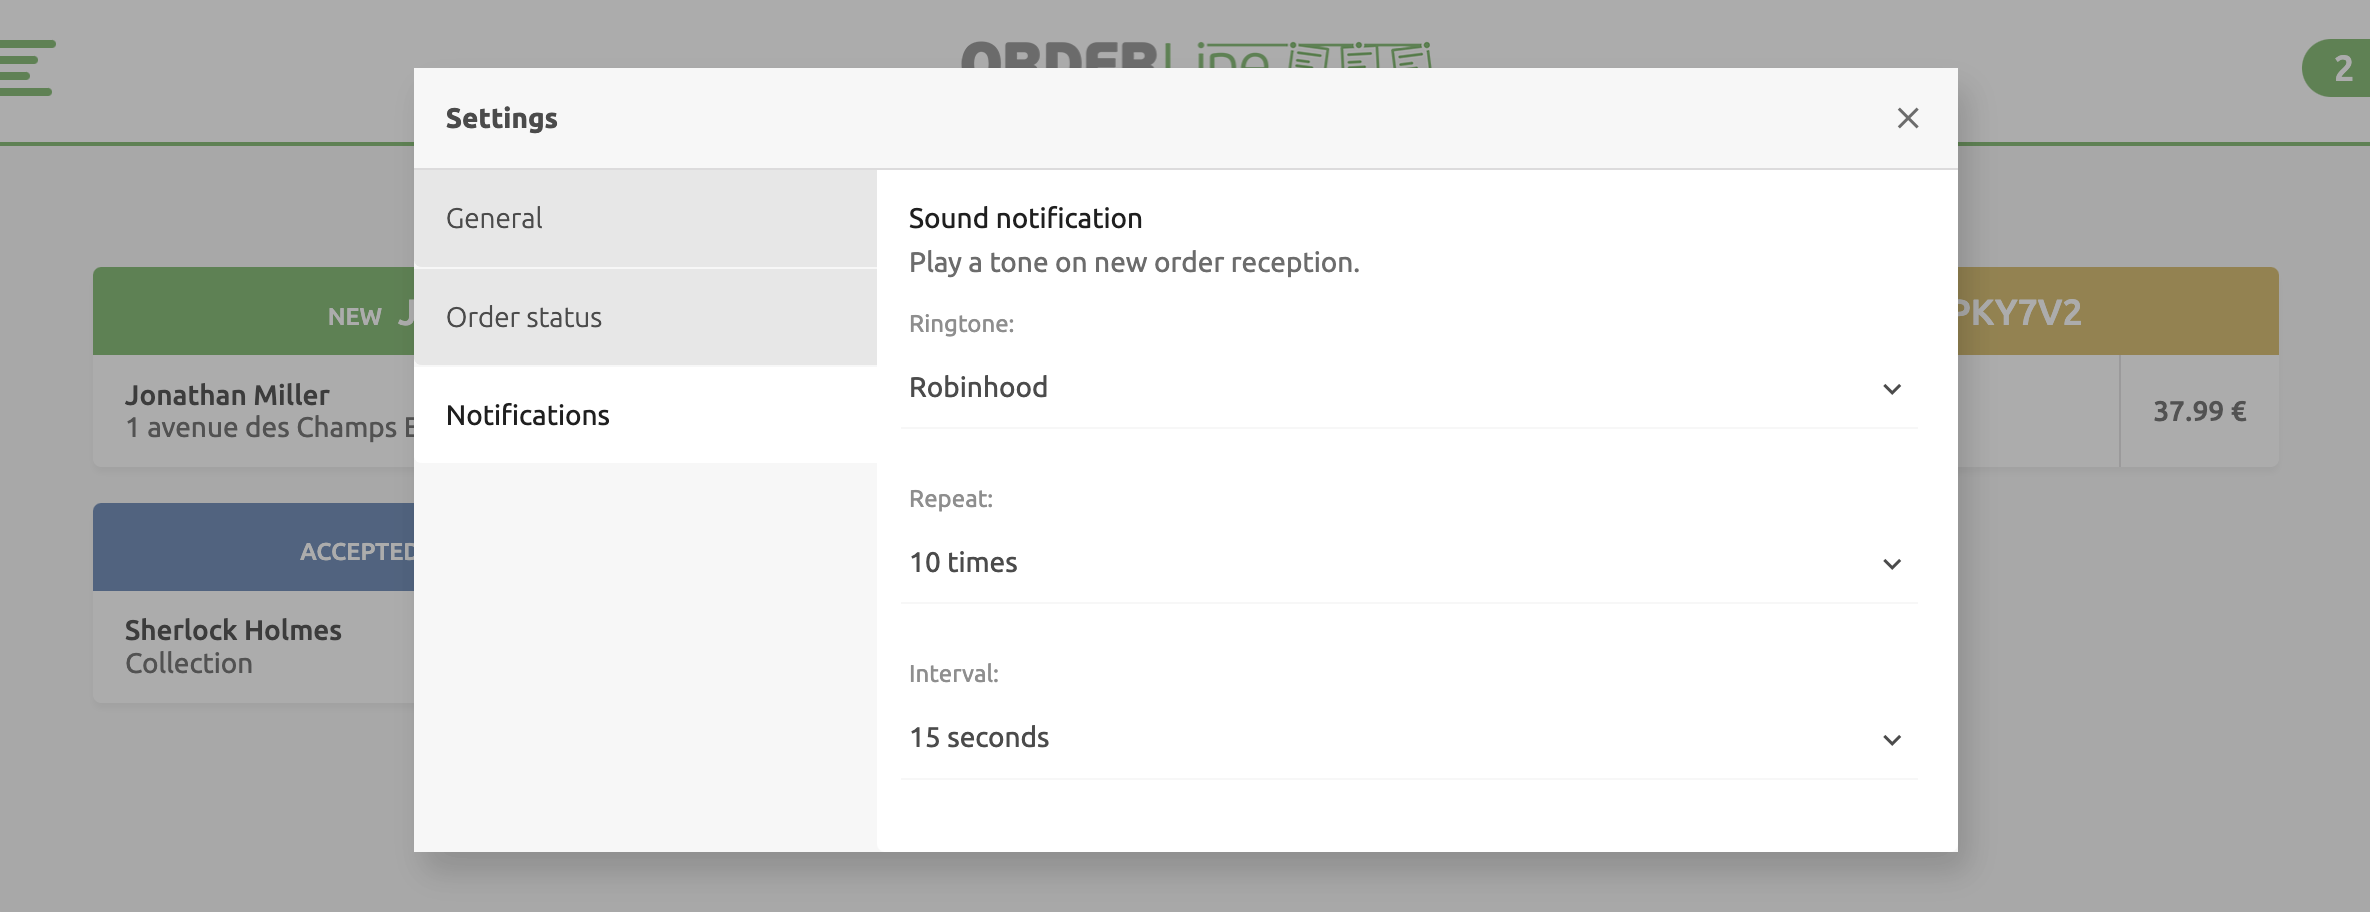 ORDERLine
2
Settings
General
Order status
Notifications
Sound notification
Play a tone on new order reception.
Ringtone:
Robinhood
Repeat:
10 times
Interval:
15 seconds
NEW
Jonathan Miller
1 avenue des Champs
ACCEPTED
Sherlock Holmes
Collection
PKY7V2
37.99 €